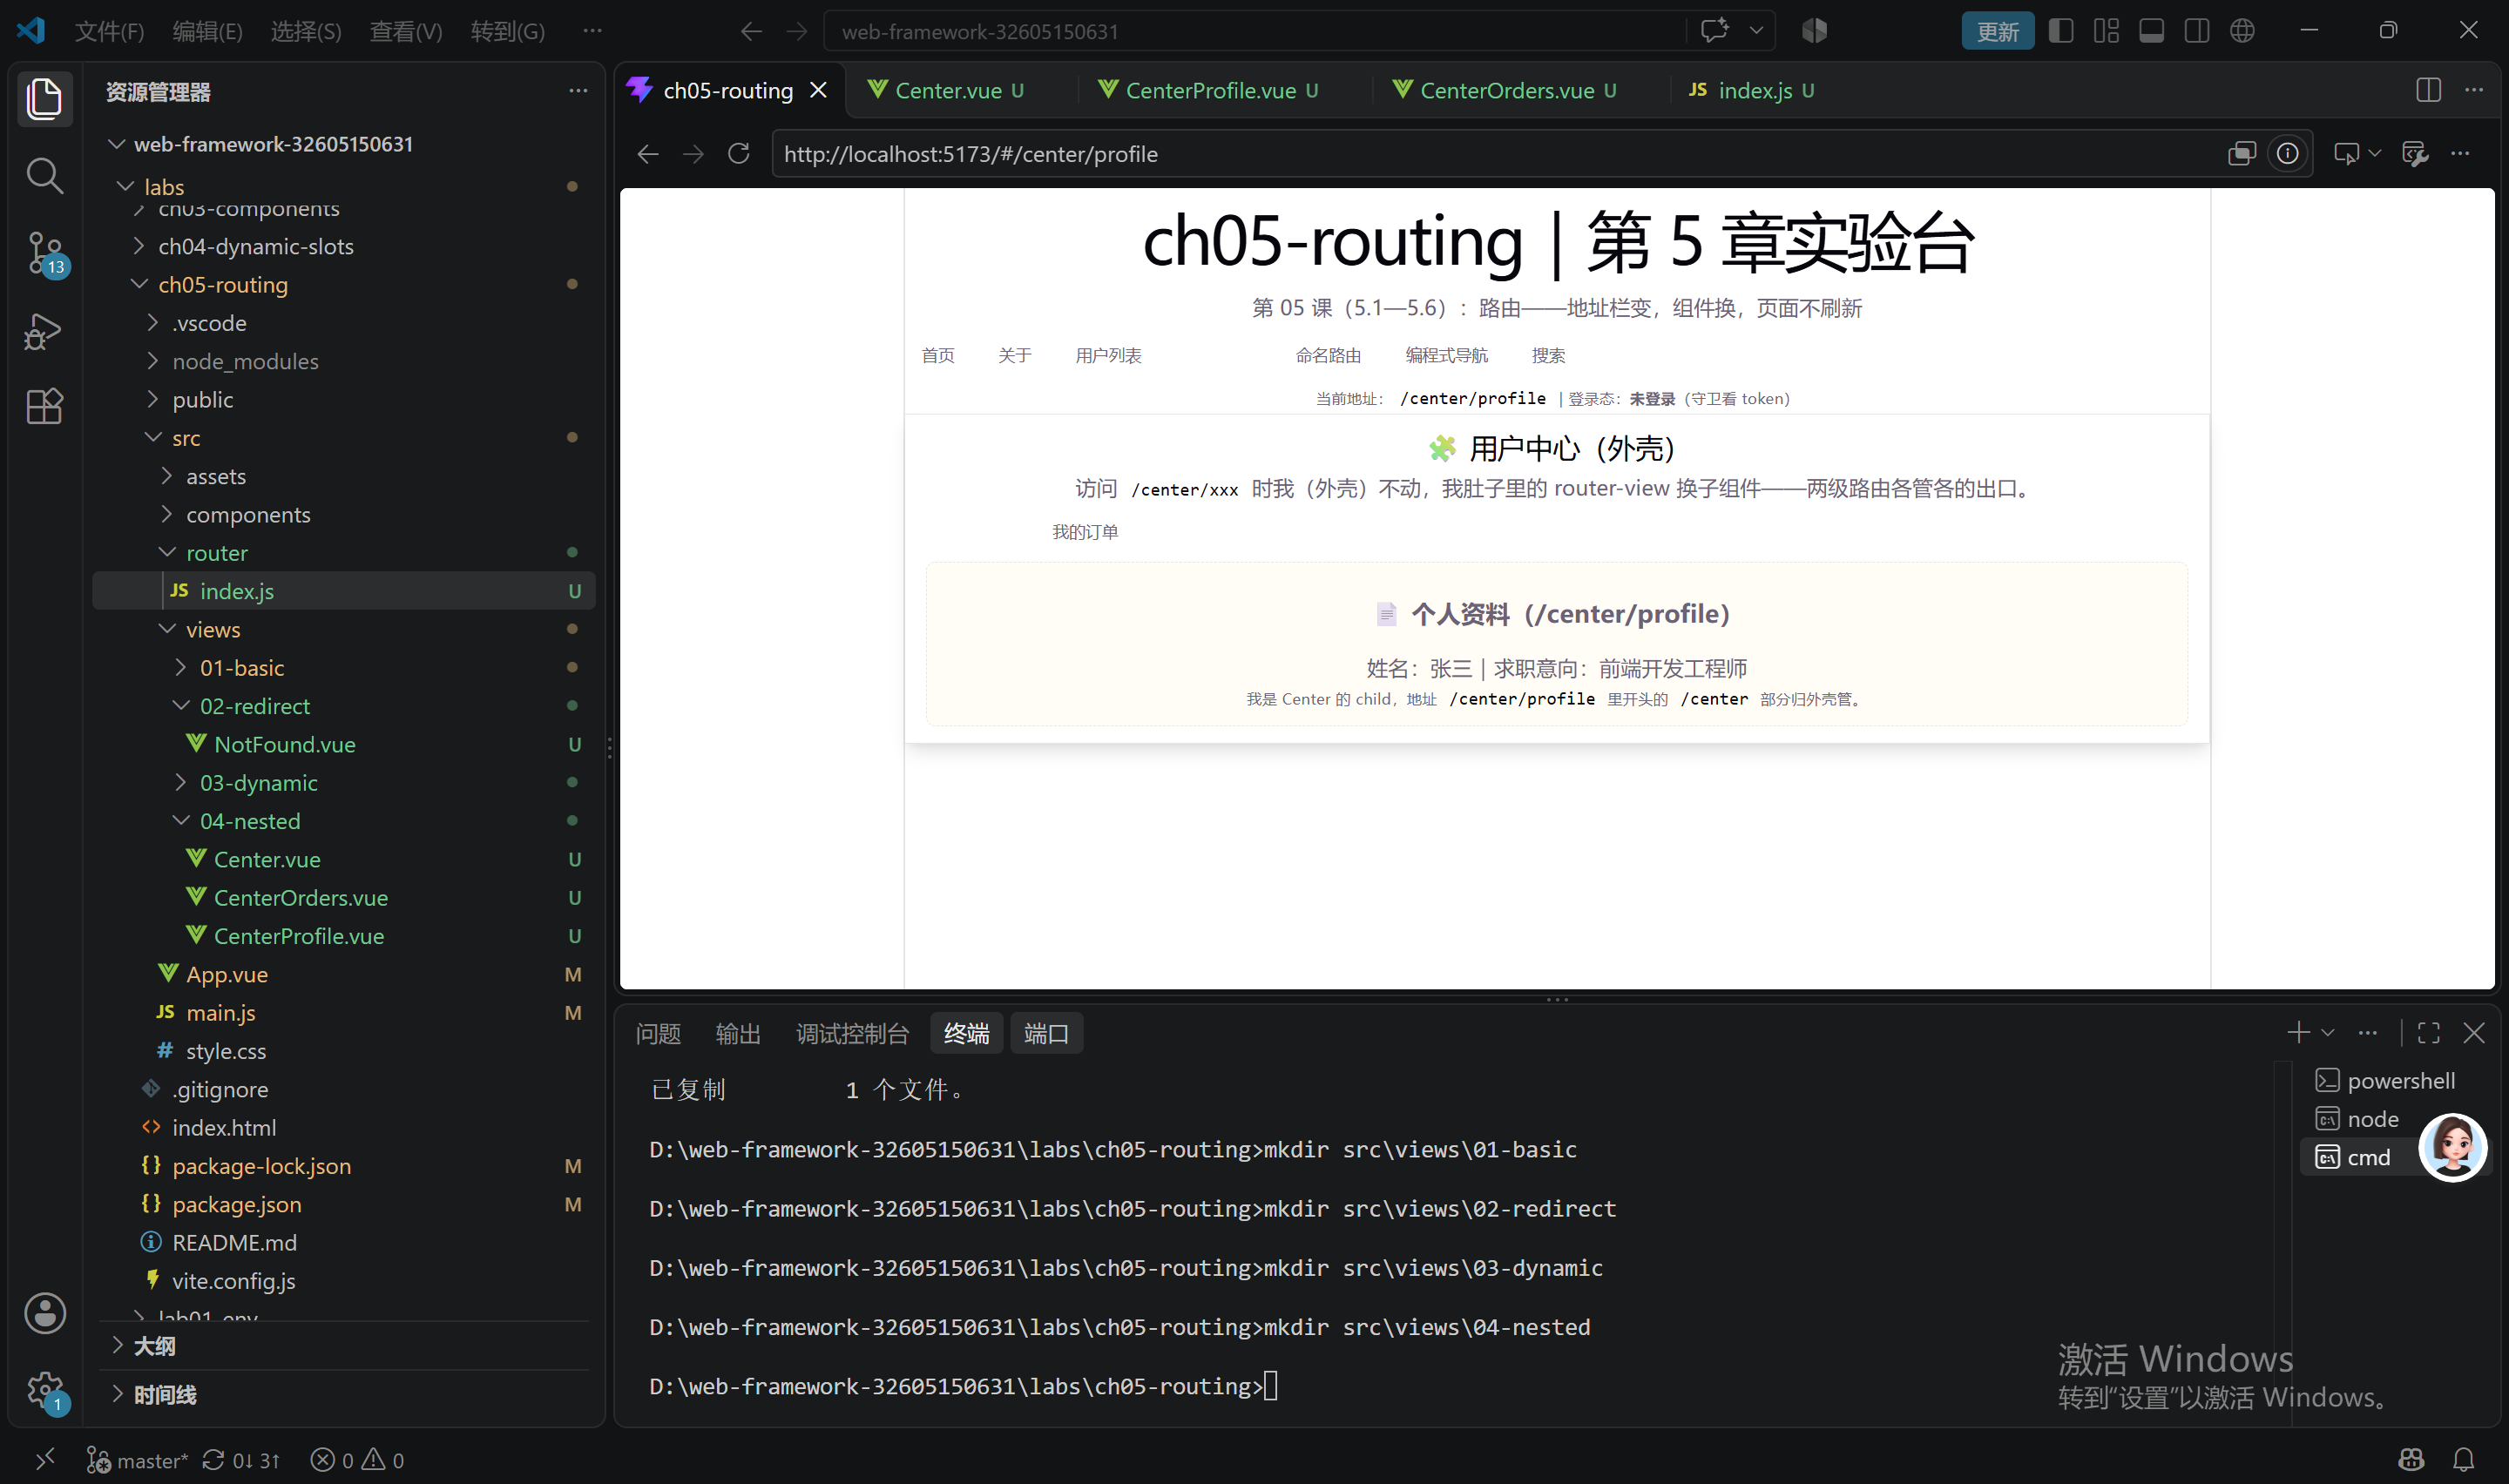 文件(F) 编辑(E) 选择(S) 查看(V) 转到(G) ··· web-framework-32605150631 更新
资源管理器 ···
web-framework-32605150631
labs
ch03-components
ch04-dynamic-slots
ch05-routing
.vscode
node_modules
public
src
assets
components
router
JS index.js U
views
01-basic
02-redirect
NotFound.vue U
03-dynamic
04-nested
Center.vue U
CenterOrders.vue U
CenterProfile.vue U
App.vue M
JS main.js M
# style.css
.gitignore
<> index.html
{} package-lock.json M
{} package.json M
README.md
vite.config.js
lab01-env
大纲
时间线
13
1
ch05-routing Center.vue U CenterProfile.vue U CenterOrders.vue U JS index.js U
http://localhost:5173/#/center/profile
ch05-routing | 第 5 章实验台
第 05 课（5.1—5.6）：路由——地址栏变，组件换，页面不刷新
首页 关于 用户列表 命名路由 编程式导航 搜索
当前地址： /center/profile | 登录态：未登录（守卫看 token）
🧩 用户中心（外壳）
访问 /center/xxx 时我（外壳）不动，我肚子里的 router-view 换子组件——两级路由各管各的出口。
我的订单
📄 个人资料（/center/profile）
姓名：张三 | 求职意向：前端开发工程师
我是 Center 的 child，地址 /center/profile 里开头的 /center 部分归外壳管。
问题 输出 调试控制台 终端 端口
已复制         1 个文件。
D:\web-framework-32605150631\labs\ch05-routing>mkdir src\views\01-basic
D:\web-framework-32605150631\labs\ch05-routing>mkdir src\views\02-redirect
D:\web-framework-32605150631\labs\ch05-routing>mkdir src\views\03-dynamic
D:\web-framework-32605150631\labs\ch05-routing>mkdir src\views\04-nested
D:\web-framework-32605150631\labs\ch05-routing>
powershell
node
cmd
激活 Windows
转到“设置”以激活 Windows。
master* 0↓ 3↑ 0 0